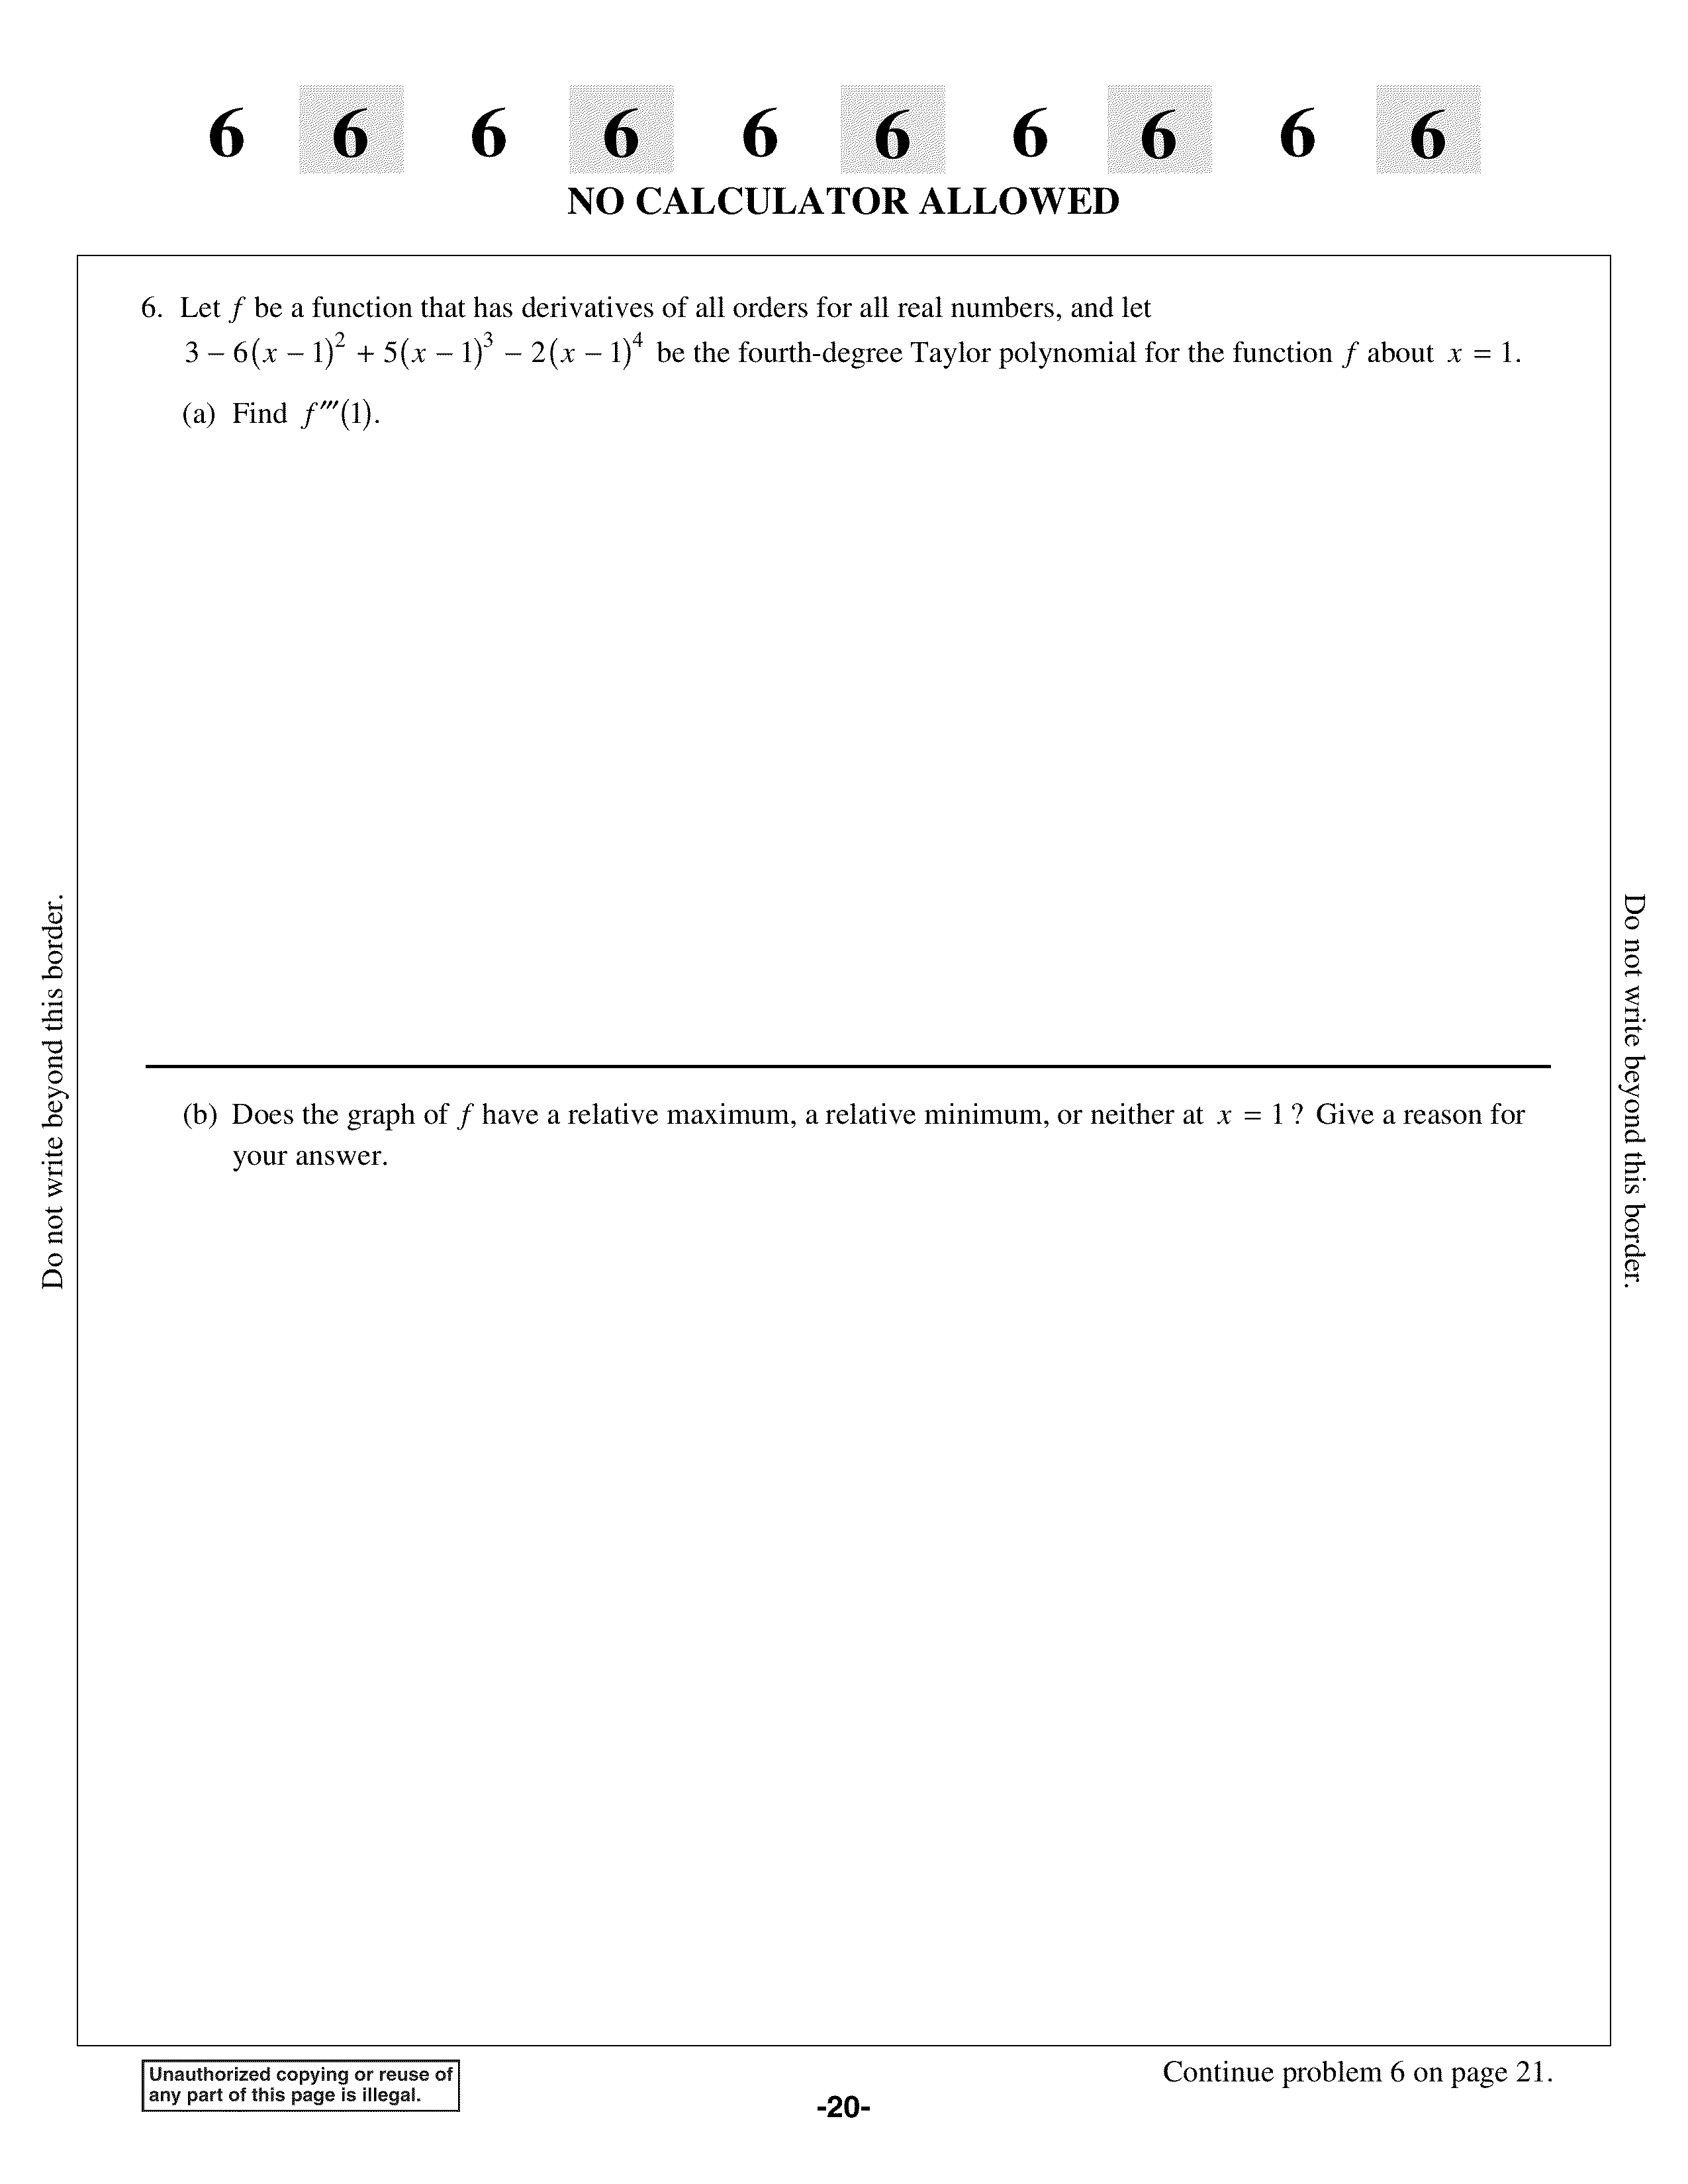 6 6 6 6 6 6 6 6 6 6
NO CALCULATOR ALLOWED
6. Let f be a function that has derivatives of all orders for all real numbers, and let
3 − 6(x − 1)² + 5(x − 1)³ − 2(x − 1)⁴ be the fourth-degree Taylor polynomial for the function f about x = 1.
(a) Find f‴(1).
Do not write beyond this border.
Do not write beyond this border.
(b) Does the graph of f have a relative maximum, a relative minimum, or neither at x = 1? Give a reason for
your answer.
Unauthorized copying or reuse of
any part of this page is illegal.
Continue problem 6 on page 21.
-20-